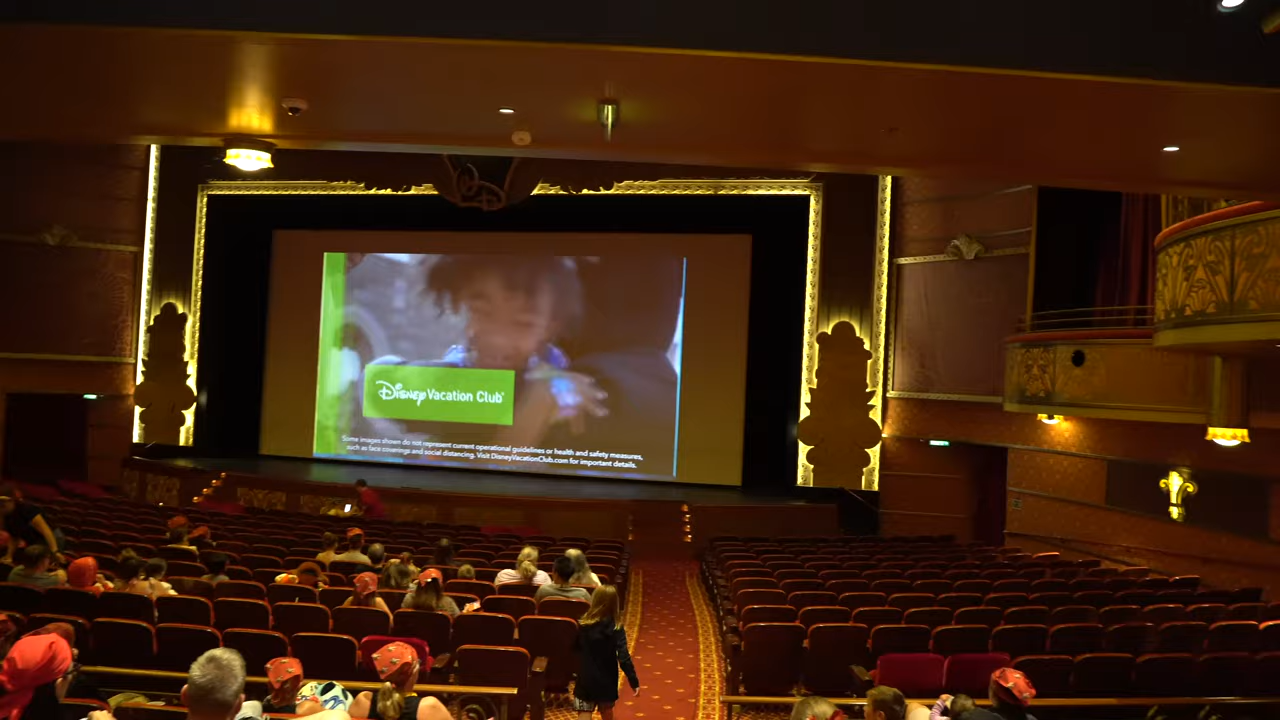 Disney Vacation Club®
Some images shown do not represent current operational guidelines or health and safety measures,
such as face coverings and social distancing. Visit DisneyVacationClub.com for important details.